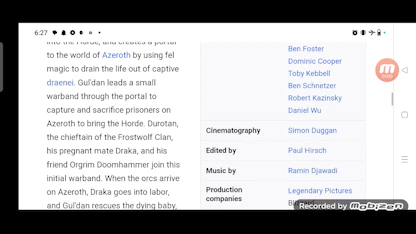 6:27
into the Horde, and creates a portal
to the world of Azeroth by using fel
magic to drain the life out of captive
draenei. Gul'dan leads a small
warband through the portal to
capture and sacrifice prisoners on
Azeroth to bring the Horde. Durotan,
the chieftain of the Frostwolf Clan,
his pregnant mate Draka, and his
friend Orgrim Doomhammer join this
initial warband. When the orcs arrive
on Azeroth, Draka goes into labor,
and Gul'dan rescues the dying baby,
Ben Foster
Dominic Cooper
Toby Kebbell
Ben Schnetzer
Robert Kazinsky
Daniel Wu
Cinematography Simon Duggan
Edited by Paul Hirsch
Music by Ramin Djawadi
Production Legendary Pictures
companies
Recorded by Mobizen